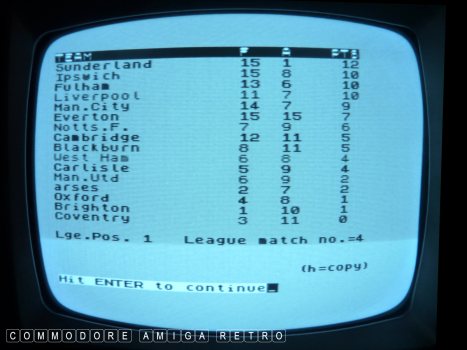 TEAM F A PTS
Sunderland 15 1 12
Ipswich 15 8 10
Fulham 13 6 10
Liverpool 11 7 10
Man.City 14 7 9
Everton 15 15 7
Notts.F. 7 9 6
Cambridge 12 11 5
Blackburn 8 11 5
West Ham 6 8 4
Carlisle 5 9 4
Man.Utd 6 9 2
arses 2 7 2
Oxford 4 8 1
Brighton 1 10 1
Coventry 3 11 0
Lge.Pos. 1 League match no.=4
(h=copy)
Hit ENTER to continue
COMMODORE AMIGA RETRO